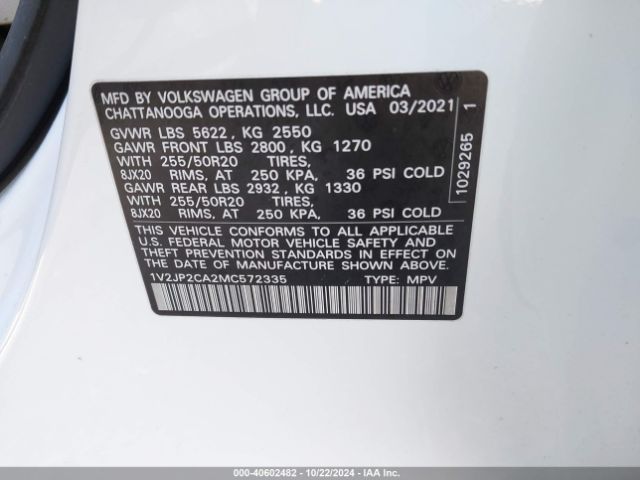 MFD BY VOLKSWAGEN GROUP OF AMERICA
CHATTANOOGA OPERATIONS, LLC. USA 03/2021
GVWR LBS 5622 , KG 2550
GAWR FRONT LBS 2800 , KG 1270
WITH 255/50R20 TIRES,
8JX20 RIMS, AT 250 KPA, 36 PSI COLD
GAWR REAR LBS 2932 , KG 1330
WITH 255/50R20 TIRES,
8JX20 RIMS, AT 250 KPA, 36 PSI COLD
THIS VEHICLE CONFORMS TO ALL APPLICABLE
U.S. FEDERAL MOTOR VEHICLE SAFETY AND
THEFT PREVENTION STANDARDS IN EFFECT ON
THE DATE OF MANUFACTURE SHOWN ABOVE.
1V2JP2CA2MC572335 TYPE: MPV
1029265 1
000-40602482 - 10/22/2024 - IAA Inc.